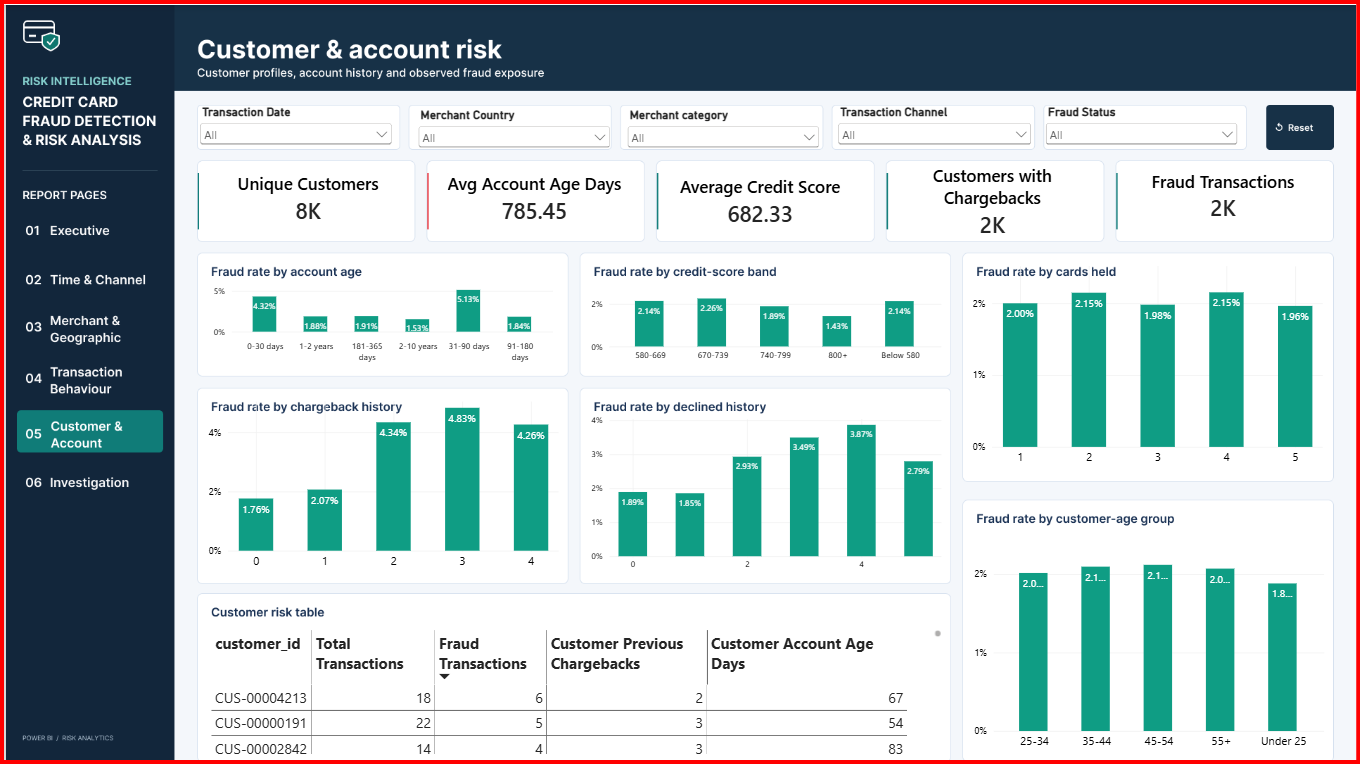 Customer & account risk
Customer profiles, account history and observed fraud exposure
RISK INTELLIGENCE
CREDIT CARD
FRAUD DETECTION
& RISK ANALYSIS
REPORT PAGES
01 Executive
02 Time & Channel
03 Merchant &
Geographic
04 Transaction
Behaviour
05 Customer &
Account
06 Investigation
POWER BI / RISK ANALYTICS
Transaction Date
All
Merchant Country
All
Merchant category
All
Transaction Channel
All
Fraud Status
All
Reset
Unique Customers
8K
Avg Account Age Days
785.45
Average Credit Score
682.33
Customers with
Chargebacks
2K
Fraud Transactions
2K
Fraud rate by account age
5%
0%
4.32% 1.88% 1.91% 1.53% 5.13% 1.84%
0-30 days 1-2 years 181-365 2-10 years 31-90 days 91-180
days days
Fraud rate by credit-score band
2%
0%
2.14% 2.26% 1.89% 1.43% 2.14%
580-669 670-739 740-799 800+ Below 580
Fraud rate by cards held
2%
1%
0%
2.00% 2.15% 1.98% 2.15% 1.96%
1 2 3 4 5
Fraud rate by chargeback history
4%
2%
0%
1.76% 2.07% 4.34% 4.83% 4.26%
0 1 2 3 4
Fraud rate by declined history
4%
3%
2%
1%
0%
1.89% 1.85% 2.93% 3.49% 3.87% 2.79%
0 2 4
Fraud rate by customer-age group
2%
1%
0%
2.0... 2.1... 2.1... 2.0... 1.8...
25-34 35-44 45-54 55+ Under 25
Customer risk table
customer_id Total Fraud Customer Previous Customer Account Age
Transactions Transactions Chargebacks Days
CUS-00004213 18 6 2 67
CUS-00000191 22 5 3 54
CUS-00002842 14 4 3 83